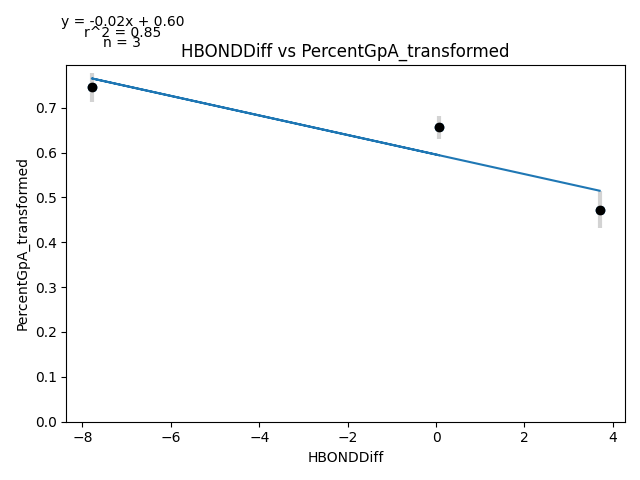 y = -0.02x + 0.60
r^2 = 0.85
n = 3
HBONDDiff vs PercentGpA_transformed
PercentGpA_transformed
0.7
0.6
0.5
0.4
0.3
0.2
0.1
0.0
−8 −6 −4 −2 0 2 4
HBONDDiff